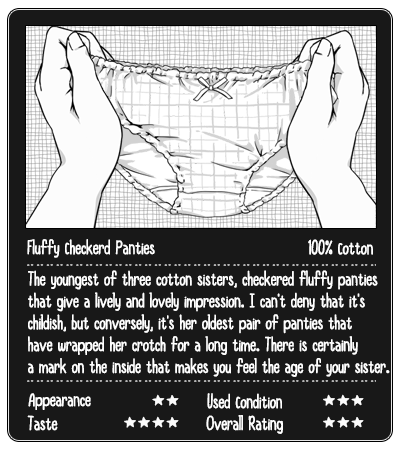 Fluffy Checkerd Panties 100% Cotton
The youngest of three cotton sisters, checkered fluffy panties
that give a lively and lovely impression. I can't deny that it's
childish, but conversely, it's her oldest pair of panties that
have wrapped her crotch for a long time. There is certainly
a mark on the inside that makes you feel the age of your sister.
Appearance ★★ Used Condition ★★★
Taste ★★★★ Overall Rating ★★★